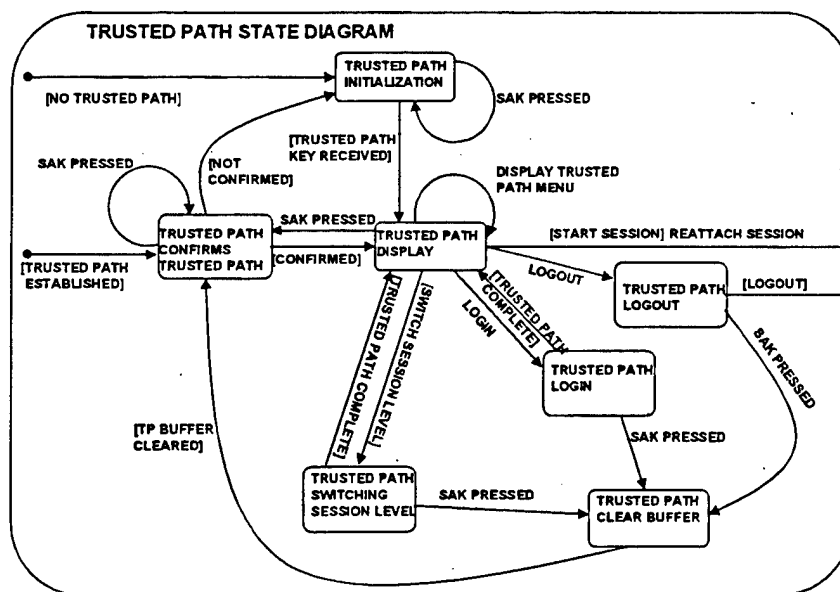 TRUSTED PATH STATE DIAGRAM
TRUSTED PATH
INITIALIZATION
[NO TRUSTED PATH]
SAK PRESSED
[TRUSTED PATH
KEY RECEIVED]
[NOT
CONFIRMED]
SAK PRESSED
DISPLAY TRUSTED
PATH MENU
TRUSTED PATH
CONFIRMS
TRUSTED PATH
SAK PRESSED
[CONFIRMED]
TRUSTED PATH
DISPLAY
[START SESSION] REATTACH SESSION
[TRUSTED PATH
ESTABLISHED]
LOGOUT
TRUSTED PATH
LOGOUT
[LOGOUT]
[TRUSTED PATH
COMPLETE]
LOGIN
[SWITCH SESSION LEVEL]
[TRUSTED PATH COMPLETE]
TRUSTED PATH
LOGIN
SAK PRESSED
SAK PRESSED
[TP BUFFER
CLEARED]
TRUSTED PATH
SWITCHING
SESSION LEVEL
SAK PRESSED
TRUSTED PATH
CLEAR BUFFER